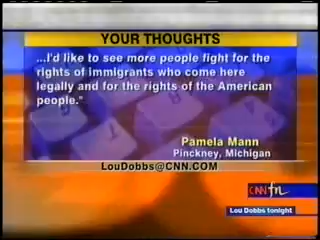 YOUR THOUGHTS
...I'd like to see more people fight for the
rights of immigrants who come here
legally and for the rights of the American
people."
Pamela Mann
Pinckney, Michigan
LouDobbs@CNN.COM
CNNfn
Lou Dobbs tonight